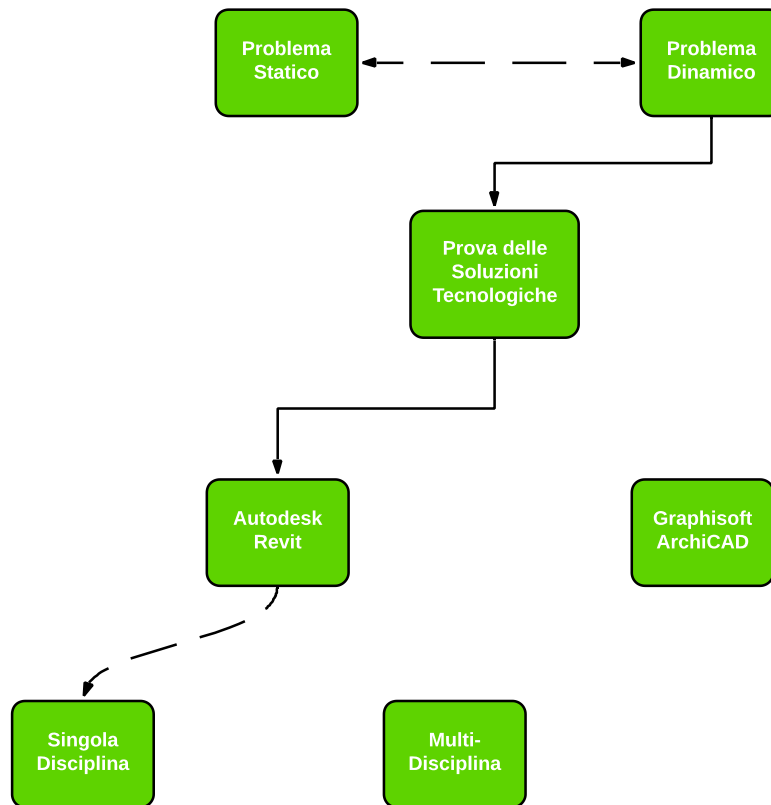 Problema
Statico
Problema
Dinamico
Prova delle
Soluzioni
Tecnologiche
Autodesk
Revit
Graphisoft
ArchiCAD
Singola
Disciplina
Multi-
Disciplina